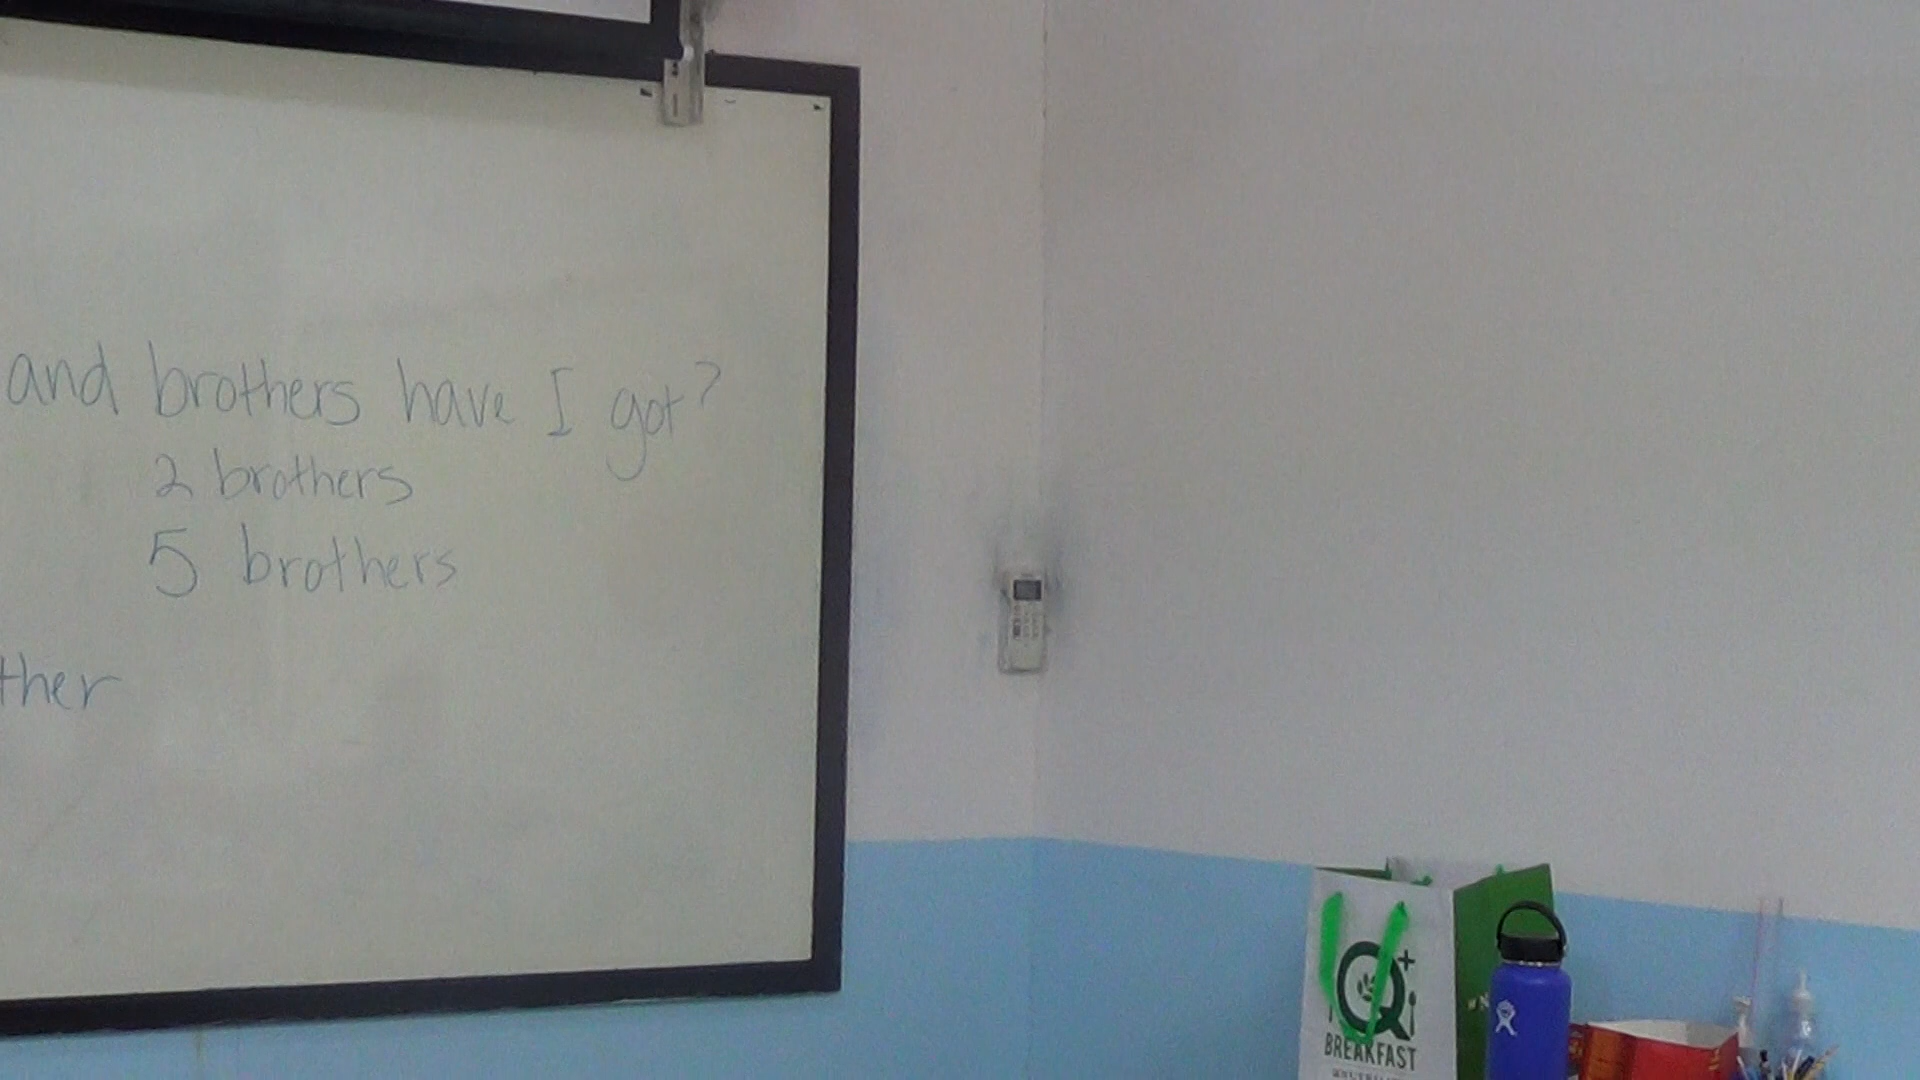 and brothers have I got?
2 brothers
5 brothers
ther
Q+
BREAKFAST